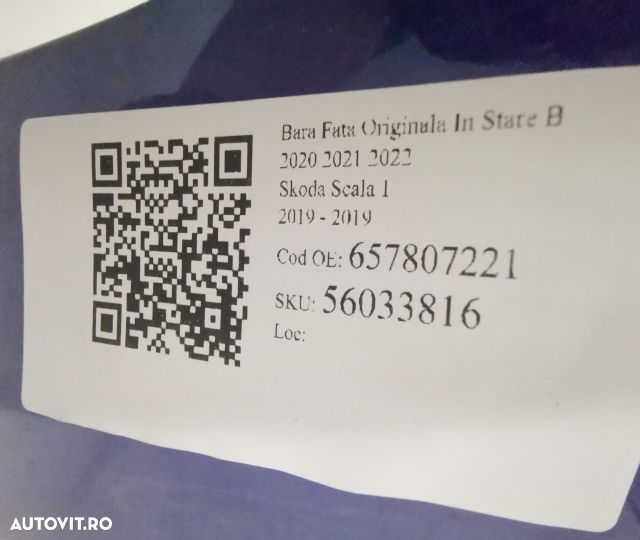 Bara Fata Originala In Stare B
2020 2021 2022
Skoda Scala 1
2019 - 2019
Cod OE: 657807221
SKU: 56033816
Loc:
AUTOVIT.RO